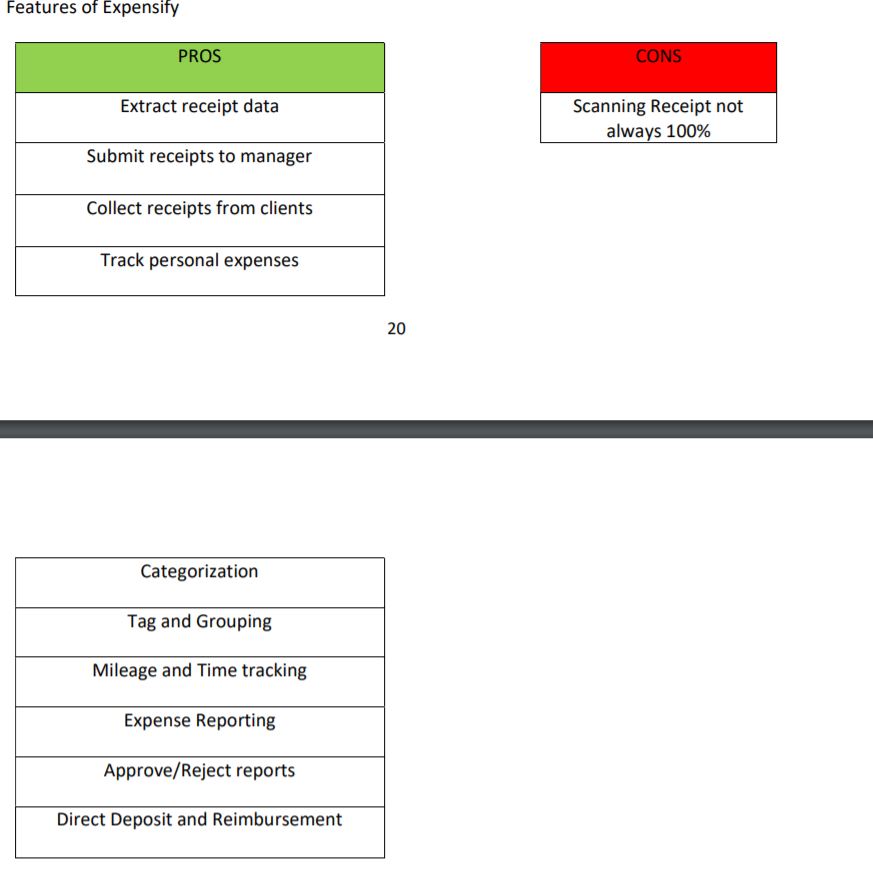 Features of Expensify
PROS
CONS
Extract receipt data
Scanning Receipt not
always 100%
Submit receipts to manager
Collect receipts from clients
Track personal expenses
20
Categorization
Tag and Grouping
Mileage and Time tracking
Expense Reporting
Approve/Reject reports
Direct Deposit and Reimbursement